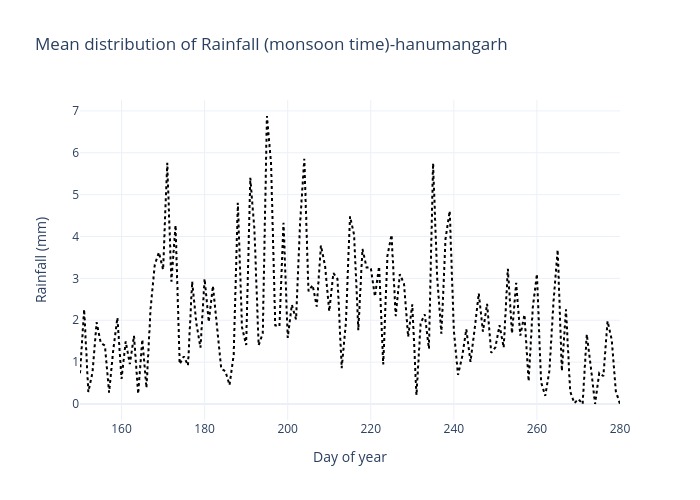 Mean distribution of Rainfall (monsoon time)-hanumangarh
7
6
5
4
3
2
1
0
Rainfall (mm)
160 180 200 220 240 260 280
Day of year